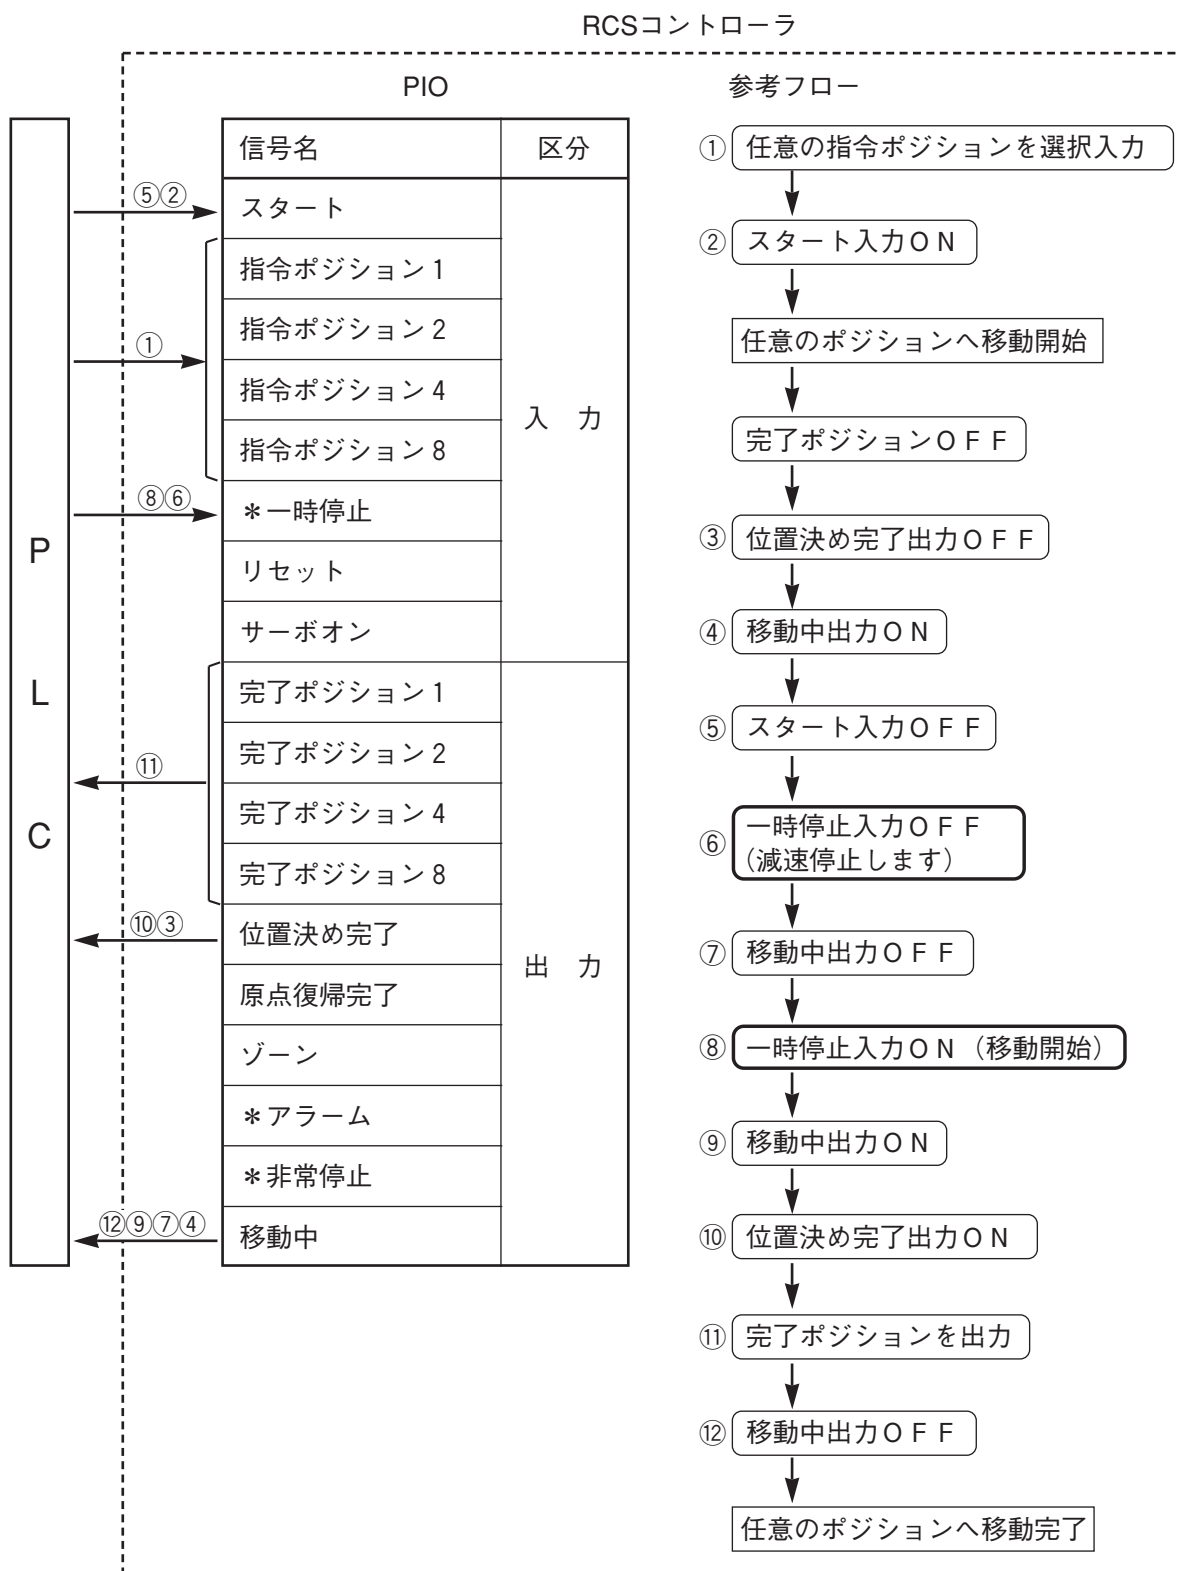 RCSコントローラ
PIO
参考フロー
信号名
区分
スタート
指令ポジション1
指令ポジション2
指令ポジション4
指令ポジション8
＊一時停止
リセット
サーボオン
入　力
完了ポジション1
完了ポジション2
完了ポジション4
完了ポジション8
位置決め完了
原点復帰完了
ゾーン
＊アラーム
＊非常停止
移動中
出　力
P
L
C
⑤②
①
⑧⑥
⑪
⑩③
⑫⑨⑦④
① 任意の指令ポジションを選択入力
② スタート入力ＯＮ
任意のポジションへ移動開始
完了ポジションＯＦＦ
③ 位置決め完了出力ＯＦＦ
④ 移動中出力ＯＮ
⑤ スタート入力ＯＦＦ
⑥ 一時停止入力ＯＦＦ
（減速停止します）
⑦ 移動中出力ＯＦＦ
⑧ 一時停止入力ＯＮ（移動開始）
⑨ 移動中出力ＯＮ
⑩ 位置決め完了出力ＯＮ
⑪ 完了ポジションを出力
⑫ 移動中出力ＯＦＦ
任意のポジションへ移動完了